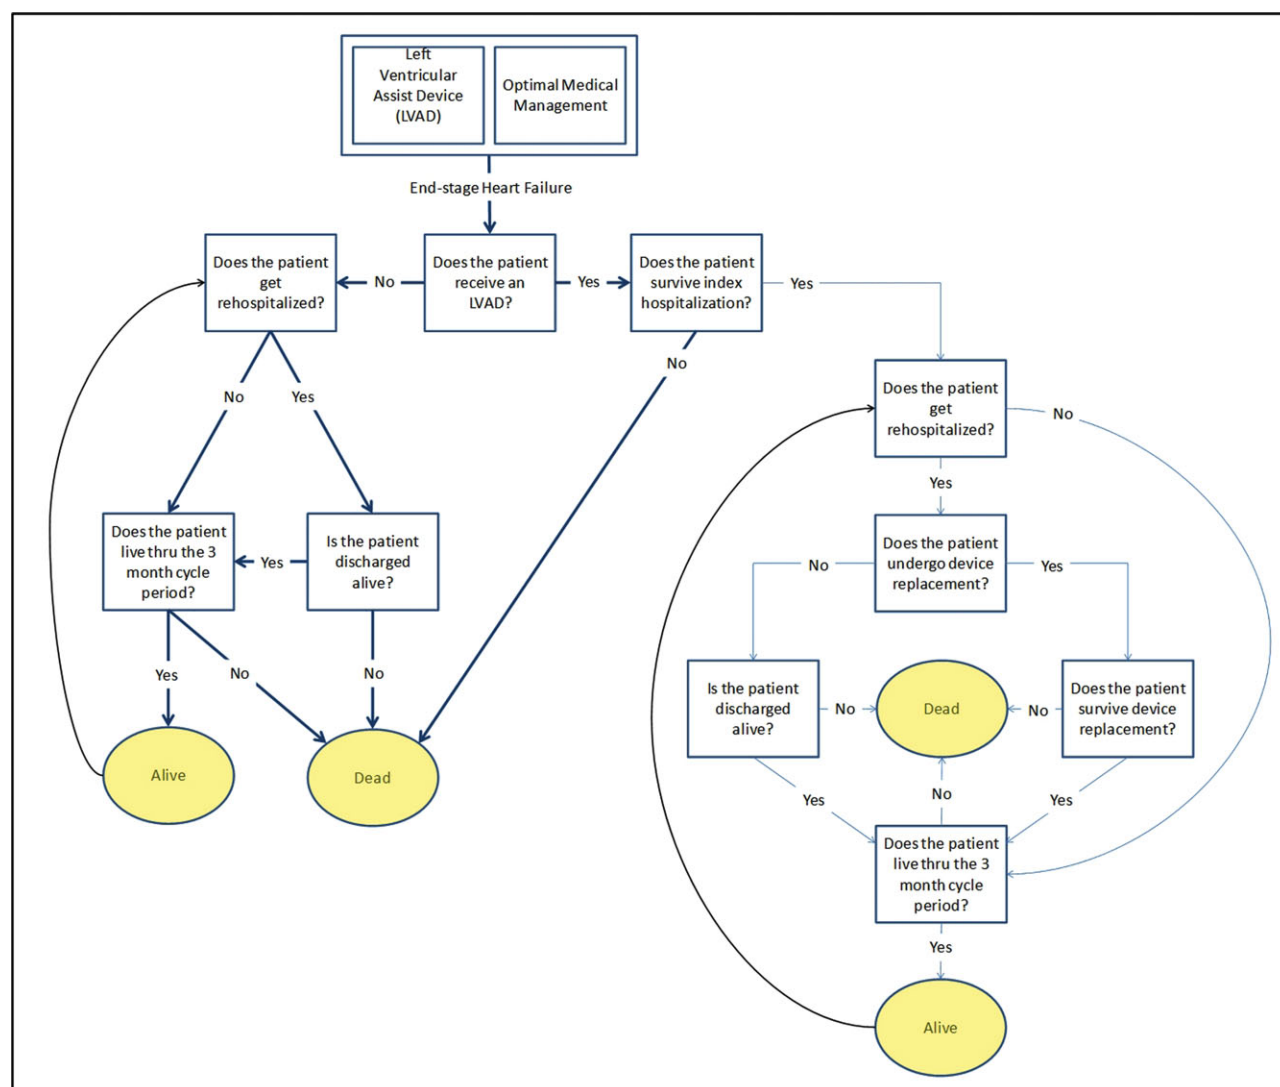 Left
Ventricular
Assist Device
(LVAD)
Optimal Medical
Management
End-stage Heart Failure
Does the patient
get
rehospitalized?
No
Does the patient
receive an
LVAD?
Yes
Does the patient
survive index
hospitalization?
Yes
No
No
Yes
Does the patient
get
rehospitalized?
No
Yes
Does the patient
live thru the 3
month cycle
period?
Yes
Is the patient
discharged
alive?
Does the patient
undergo device
replacement?
No
Yes
Yes
No
No
Is the patient
discharged
alive?
No
Dead
No
Does the patient
survive device
replacement?
Alive
Dead
Yes
No
Yes
Does the patient
live thru the 3
month cycle
period?
Yes
Alive